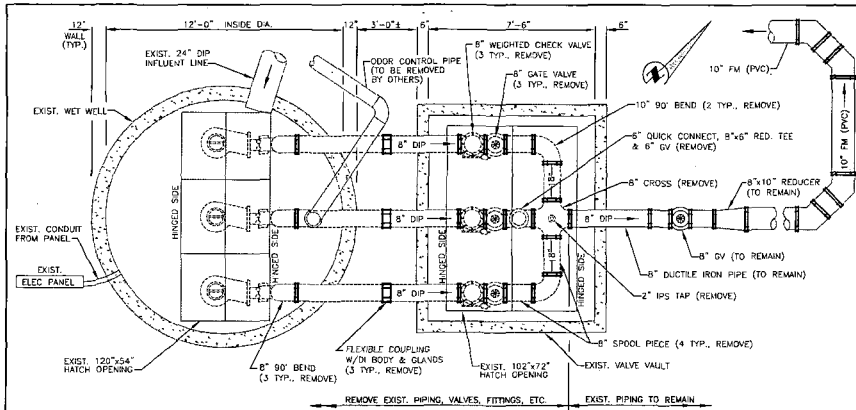 12"
12'-0" INSIDE DIA.
12"
3'-0"±
6"
7'-6"
6"
WALL
(TYP.)
EXIST. 24" DIP
INFLUENT LINE
EXIST. WET WELL
ODOR CONTROL PIPE
(TO BE REMOVED
BY OTHERS)
8" WEIGHTED CHECK VALVE
(3 TYP., REMOVE)
8" GATE VALVE
(3 TYP., REMOVE)
10" 90° BEND (2 TYP., REMOVE)
6" QUICK CONNECT, 8"x6" RED. TEE
& 6" GV (REMOVE)
8" CROSS (REMOVE)
8"x10" REDUCER
(TO REMAIN)
10" FM (PVC)
10" FM (PVC)
8" DIP
8" DIP
8" DIP
8" DIP
8"
8"
HINGED SIDE
HINGED SIDE
HINGED SIDE
HINGED SIDE
EXIST. CONDUIT
FROM PANEL
EXIST.
ELEC PANEL
8" GV (TO REMAIN)
8" DUCTILE IRON PIPE (TO REMAIN)
2" IPS TAP (REMOVE)
8" SPOOL PIECE (4 TYP., REMOVE)
EXIST. VALVE VAULT
EXIST. 120"x54"
HATCH OPENING
8" 90° BEND
(3 TYP., REMOVE)
FLEXIBLE COUPLING
W/DI BODY & GLANDS
(3 TYP., REMOVE)
EXIST. 102"x72"
HATCH OPENING
REMOVE EXIST. PIPING, VALVES, FITTINGS, ETC.
EXIST. PIPING TO REMAIN